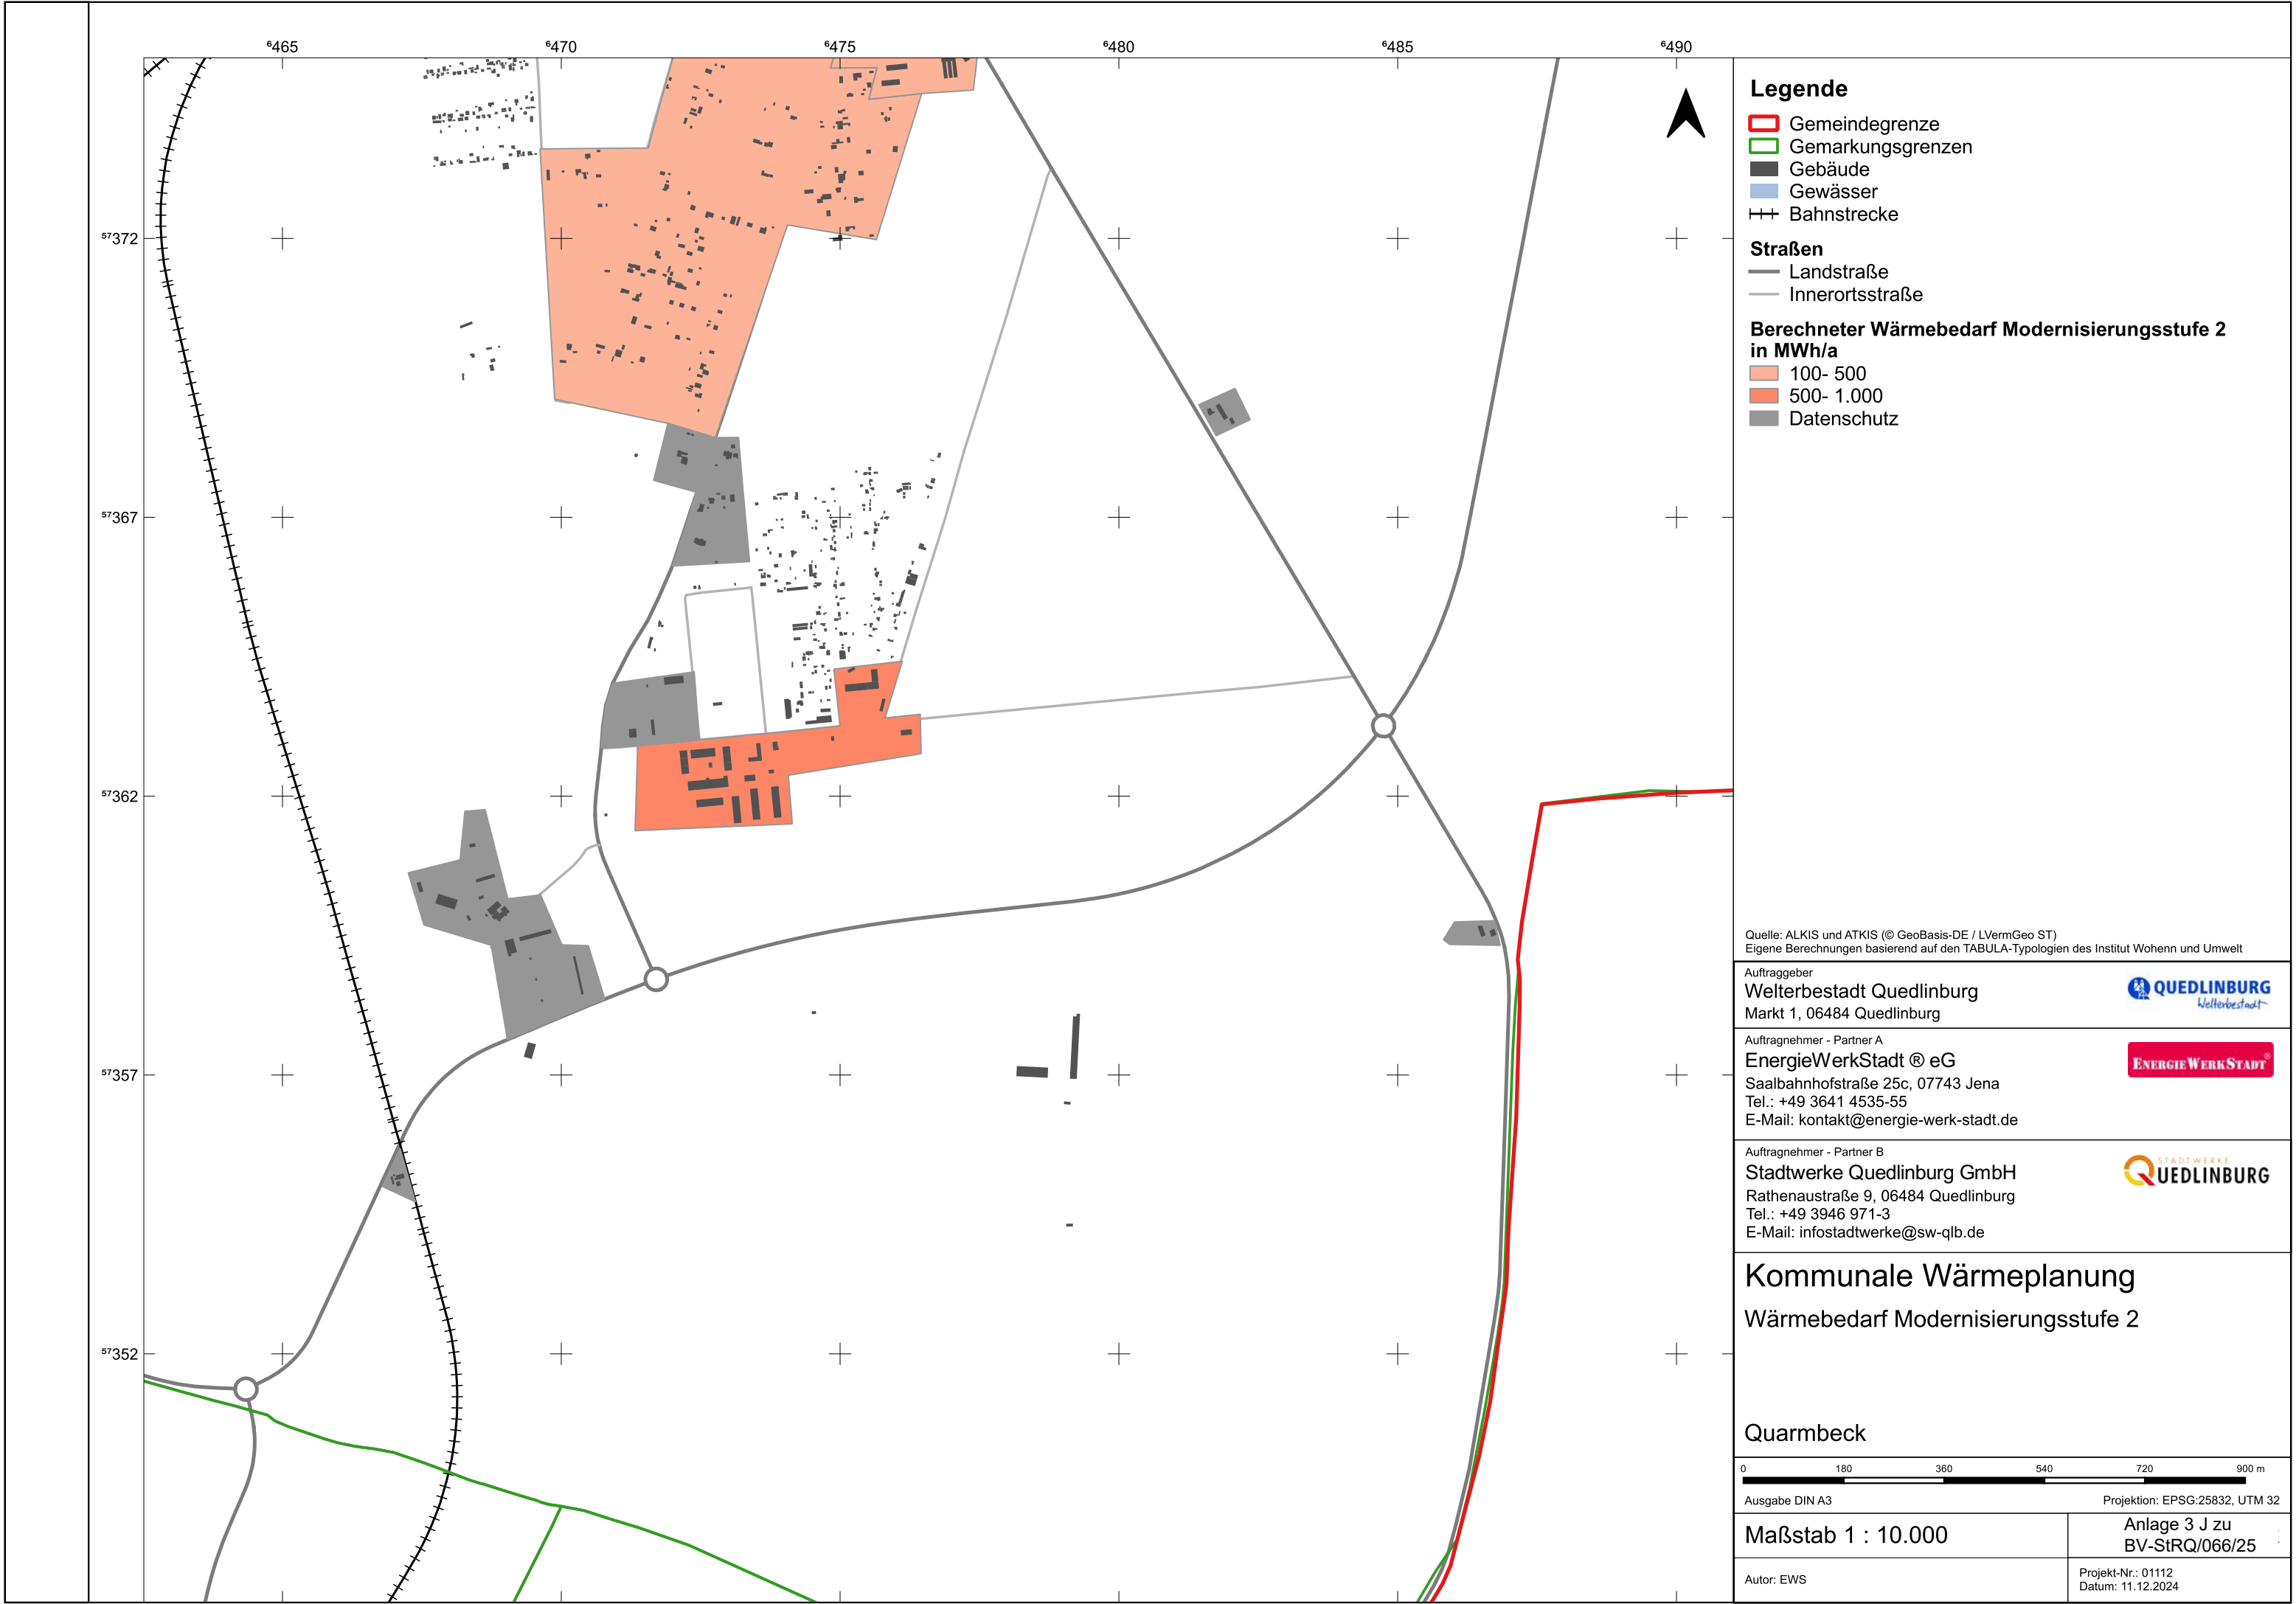 ⁶465 ⁶470 ⁶475 ⁶480 ⁶485 ⁶490
⁵⁷372
⁵⁷367
⁵⁷362
⁵⁷357
⁵⁷352
Legende
Gemeindegrenze
Gemarkungsgrenzen
Gebäude
Gewässer
Bahnstrecke
Straßen
Landstraße
Innerortsstraße
Berechneter Wärmebedarf Modernisierungsstufe 2
in MWh/a
100- 500
500- 1.000
Datenschutz
Quelle: ALKIS und ATKIS (© GeoBasis-DE / LVermGeo ST)
Eigene Berechnungen basierend auf den TABULA-Typologien des Institut Wohenn und Umwelt
Auftraggeber
Welterbestadt Quedlinburg
Markt 1, 06484 Quedlinburg
QUEDLINBURG
Welterbestadt
Auftragnehmer - Partner A
EnergieWerkStadt ® eG
Saalbahnhofstraße 25c, 07743 Jena
Tel.: +49 3641 4535-55
E-Mail: kontakt@energie-werk-stadt.de
ENERGIEWERKSTADT®
Auftragnehmer - Partner B
Stadtwerke Quedlinburg GmbH
Rathenaustraße 9, 06484 Quedlinburg
Tel.: +49 3946 971-3
E-Mail: infostadtwerke@sw-qlb.de
STADTWERKE
QUEDLINBURG
Kommunale Wärmeplanung
Wärmebedarf Modernisierungsstufe 2
Quarmbeck
0 180 360 540 720 900 m
Ausgabe DIN A3 Projektion: EPSG:25832, UTM 32
Maßstab 1 : 10.000
Anlage 3 J zu
BV-StRQ/066/25
Autor: EWS
Projekt-Nr.: 01112
Datum: 11.12.2024